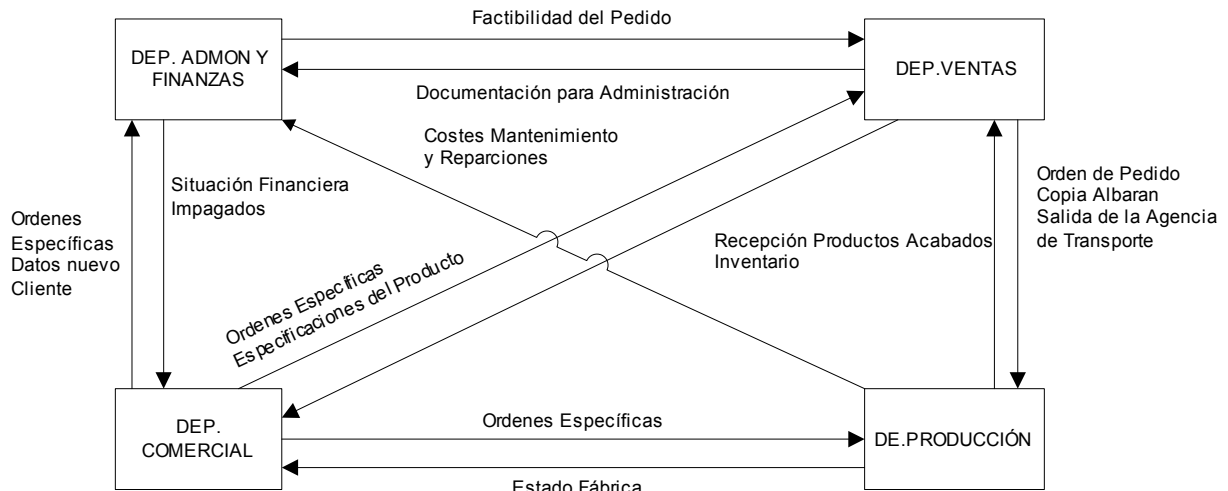 Factibilidad del Pedido
DEP. ADMON Y
FINANZAS
DEP.VENTAS
Documentación para Administración
Costes Mantenimiento
y Reparciones
Situación Financiera
Impagados
Orden de Pedido
Copia Albaran
Salida de la Agencia
de Transporte
Ordenes
Específicas
Datos nuevo
Cliente
Recepción Productos Acabados
Inventario
Ordenes Específicas
Especificaciones del Producto
DEP.
COMERCIAL
Ordenes Específicas
DE.PRODUCCIÓN
Estado Fábrica